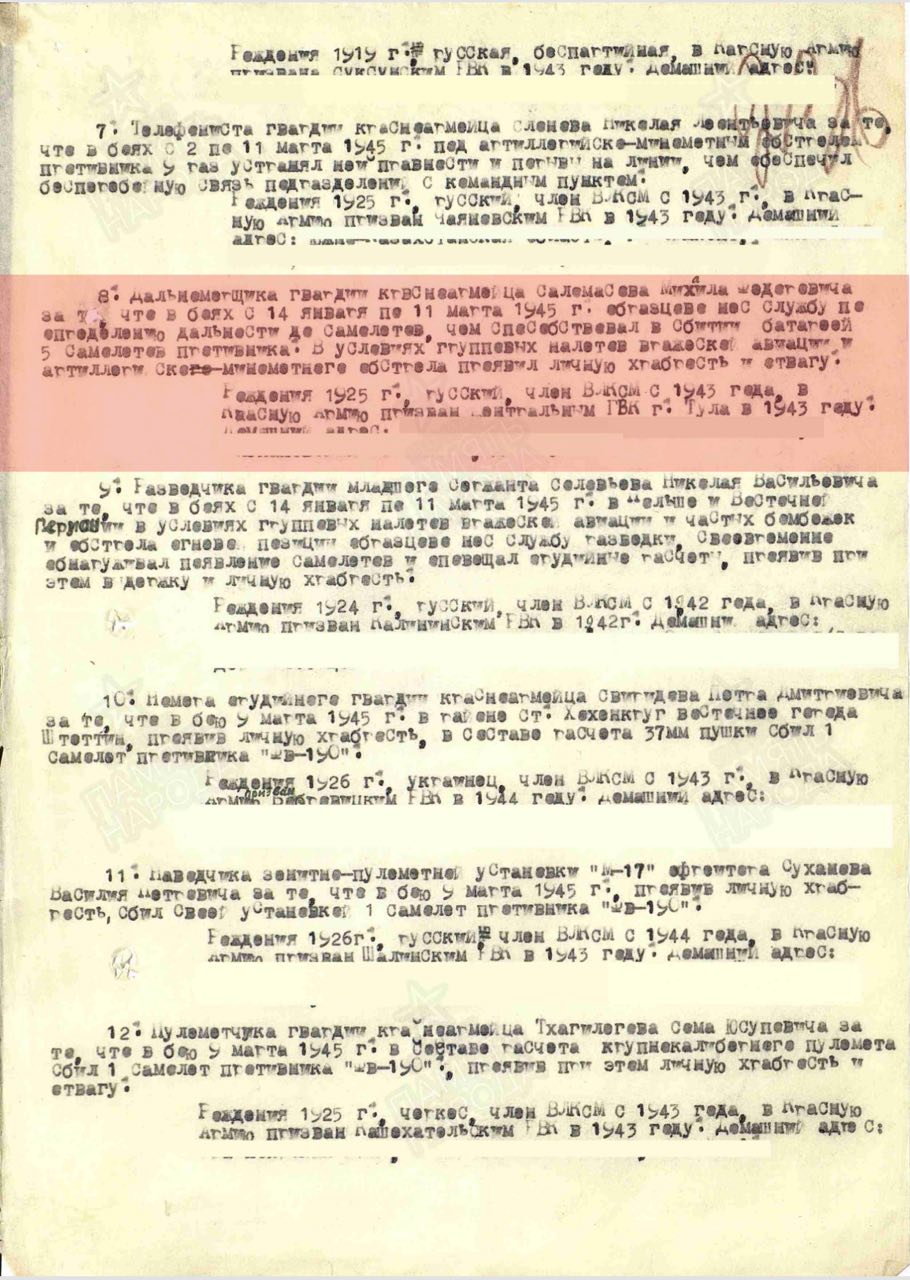 Рождения 1919 г., русская, беспартийная, в Красную Армию
призвана Суксунским РВК в 1943 году. Домашний адрес:
7. Телефониста гвардии красноармейца Сленова Николая Леонтьевича за то,
что в боях с 2 по 11 марта 1945 г. под артиллерийско-минометным обстрелом
противника 9 раз устранял неисправности и порывы на линии, чем обеспечил
бесперебойную связь подразделений с командным пунктом.
Рождения 1925 г., русский, член ВЛКСМ с 1943 г., в Крас-
ную Армию призван Чаяновским РВК в 1943 году. Домашний
адрес: Южно-Казахстанская область,
8. Дальномерщика гвардии красноармейца Саломасова Михаила Федоровича
за то, что в боях с 14 января по 11 марта 1945 г. образцово нес службу по
определению дальности до самолетов, чем способствовал в сбитии батареей
5 самолетов противника. В условиях групповых налетов вражеской авиации и
артиллерийско-минометного обстрела проявил личную храбрость и отвагу.
Рождения 1925 г., русский, член ВЛКСМ с 1943 года, в
Красную Армию призван Центральным РВК г. Тула в 1943 году.
Домашний адрес:
9. Разведчика гвардии младшего сержанта Соловьева Николая Васильевича
за то, что в боях с 14 января по 11 марта 1945 г. в Польше и Восточной
Германии в условиях групповых налетов вражеской авиации и частых бомбежек
и обстрела огневой позиции образцово нес службу разведки, своевременно
обнаруживал появление самолетов и оповещал орудийные расчеты, проявив при
этом выдержку и личную храбрость.
Рождения 1924 г., русский, член ВЛКСМ с 1942 года, в Красную
Армию призван Калининским РВК в 1942г. Домашний адрес:
10. Номера орудийного гвардии красноармейца Свиридова Петра Дмитриевича
за то, что в бою 9 марта 1945 г. в районе ст. Хохенкруг восточнее города
Штеттин, проявив личную храбрость, в составе расчета 37мм пушки сбил 1
самолет противника "ФВ-190".
Рождения 1926 г., украинец, член ВЛКСМ с 1943 г., в Красную
Армию призван Бобровицким РВК в 1944 году. Домашний адрес:
11. Наводчика зенитно-пулеметной установки "М-17" ефрейтора Суханова
Василия Петровича за то, что в бою 9 марта 1945 г., проявив личную храб-
рость, сбил своей установкой 1 самолет противника "ФВ-190".
Рождения 1926г., русский, член ВЛКСМ с 1944 года, в Красную
Армию призван Шалинским РВК в 1943 году. Домашний адрес:
12. Пулеметчика гвардии красноармейца Тхагилегова Сома Юсуповича за
то, что в бою 9 марта 1945 г. в составе расчета крупнокалиберного пулемета
сбил 1 самолет противника "ФВ-190", проявив при этом личную храбрость и
отвагу.
Рождения 1925 г., черкес, член ВЛКСМ с 1943 года, в Красную
Армию призван Кашехательским РВК в 1943 году. Домашний адрес: